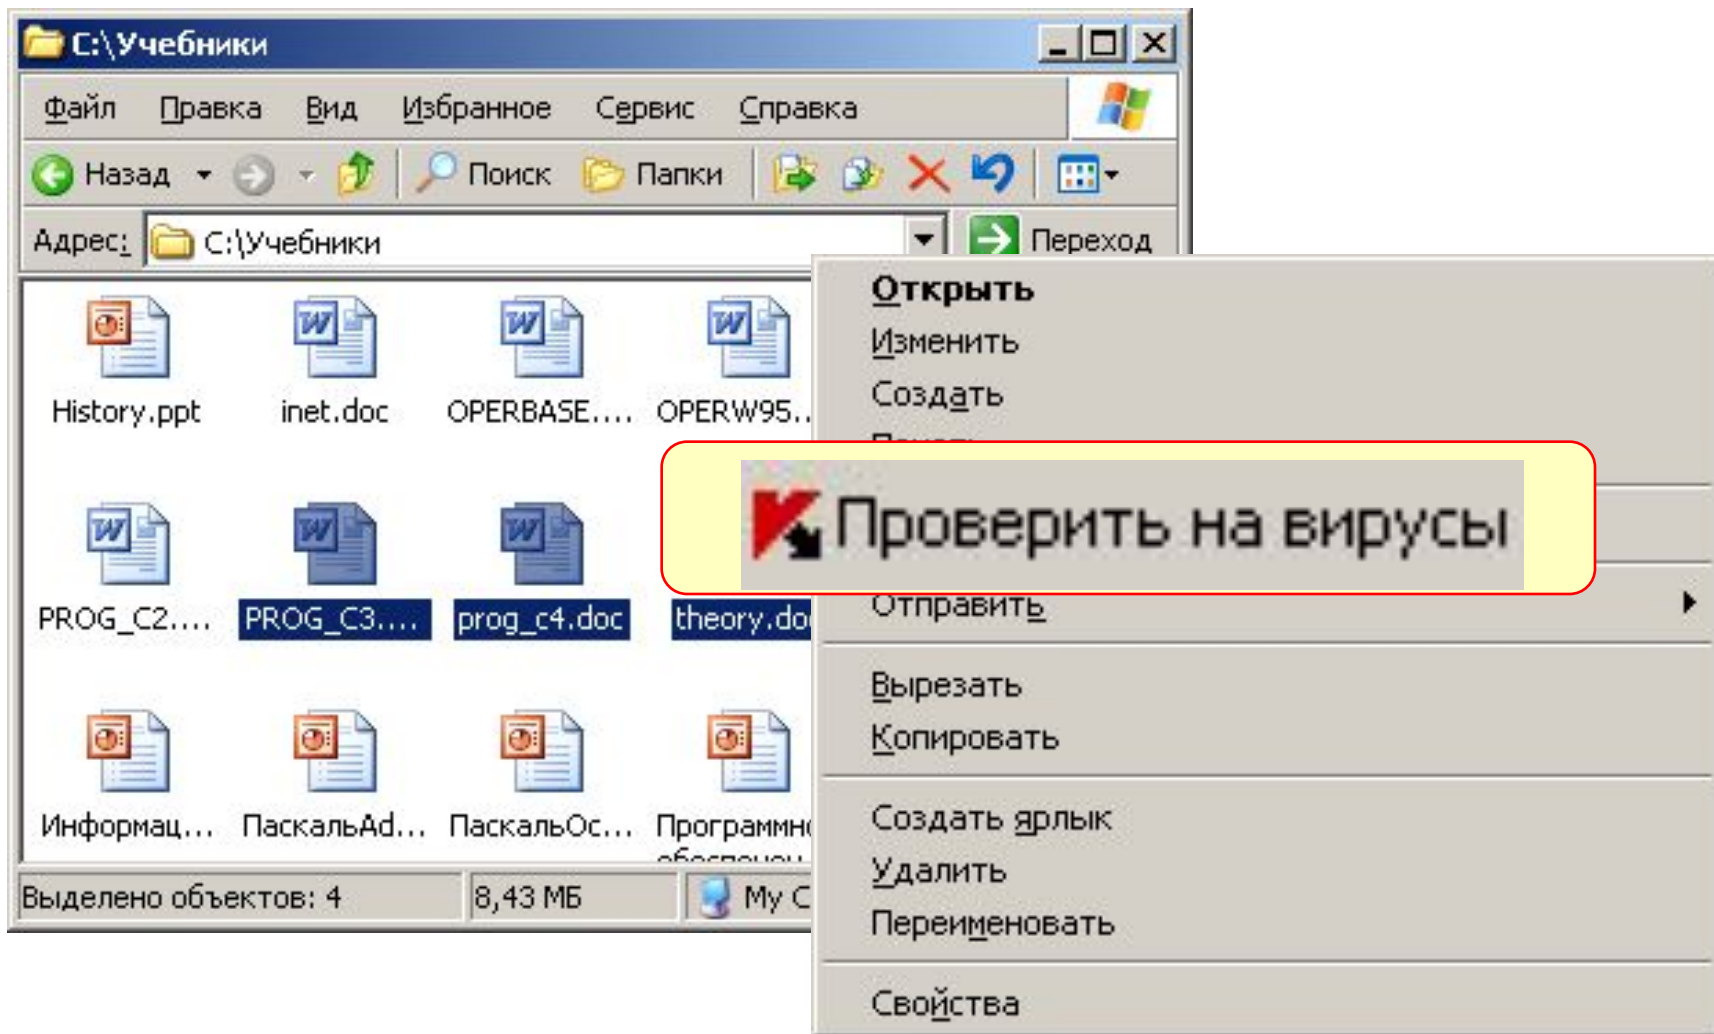 C:\Учебники
Файл Правка Вид Избранное Сервис Справка
Назад Поиск Папки
Адрес: C:\Учебники Переход
History.ppt inet.doc OPERBASE.... OPERW95..
PROG_C2.... PROG_C3.... prog_c4.doc theory.do
Информац... ПаскальAd... ПаскальОс... Программн
Выделено объектов: 4 8,43 МБ My C
Открыть
Изменить
Создать
Проверить на вирусы
Отправить
Вырезать
Копировать
Создать ярлык
Удалить
Переименовать
Свойства